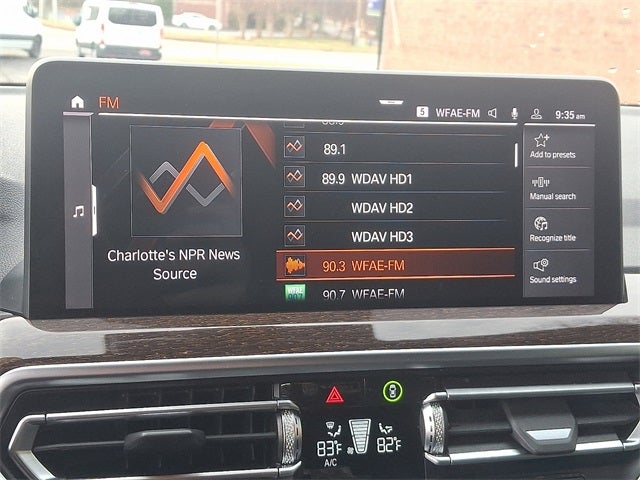 FM
5 WFAE-FM 9:35 am
89.1
89.9 WDAV HD1
WDAV HD2
WDAV HD3
90.3 WFAE-FM
90.7 WFAE-FM
Charlotte's NPR News
Source
Add to presets
Manual search
Recognize title
Sound settings
WFAE
83°F
A/C
82°F